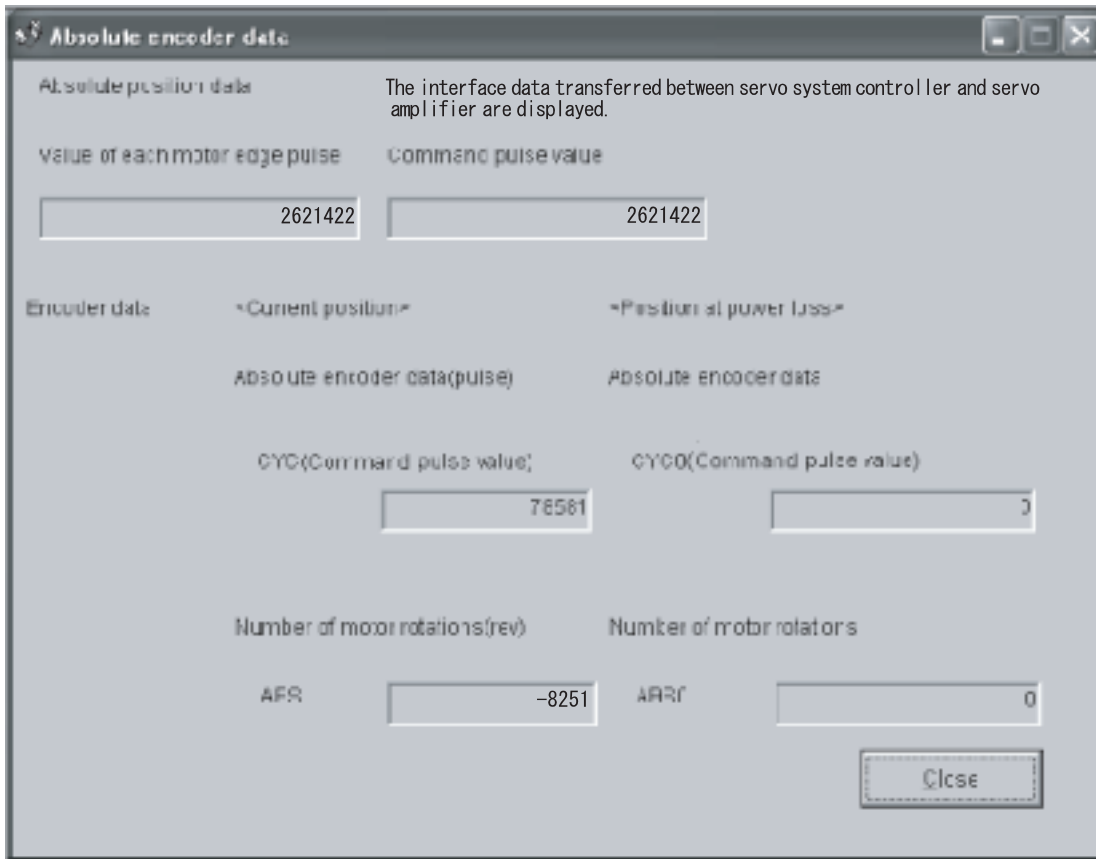 Absolute encoder data
Absolute position data
The interface data transferred between servo system controller and servo
amplifier are displayed.
Value of each motor edge pulse
Command pulse value
2621422
2621422
Encoder data
<Current position>
<Position at power loss>
Absolute encoder data(pulse)
Absolute encoder data
CYC(Command pulse value)
CYC0(Command pulse value)
0
Number of motor rotations(rev)
Number of motor rotations
ABS
-8251
ABS0
0
Close